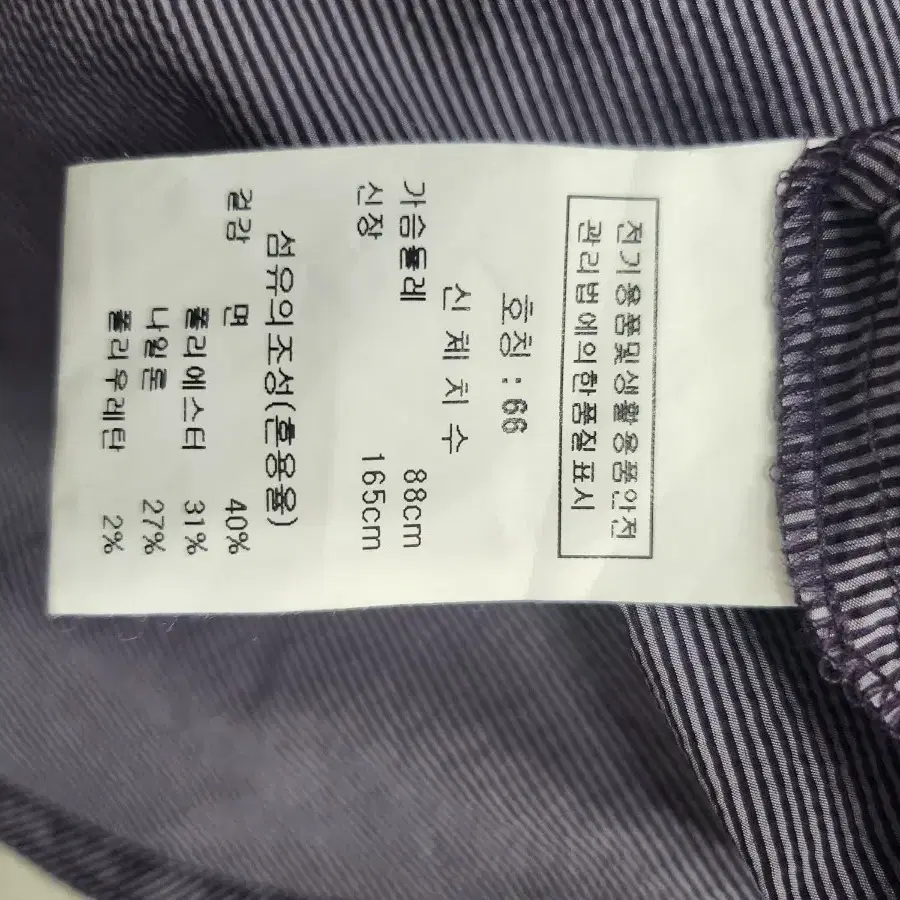 전기용품및생활용품안전
관리법에의한품질표시
호칭 : 66
신 체 치 수
가슴둘레 88cm
신장 165cm
섬유의조성(혼용율)
겉감 면 40%
폴리에스터 31%
나일론 27%
폴리우레탄 2%